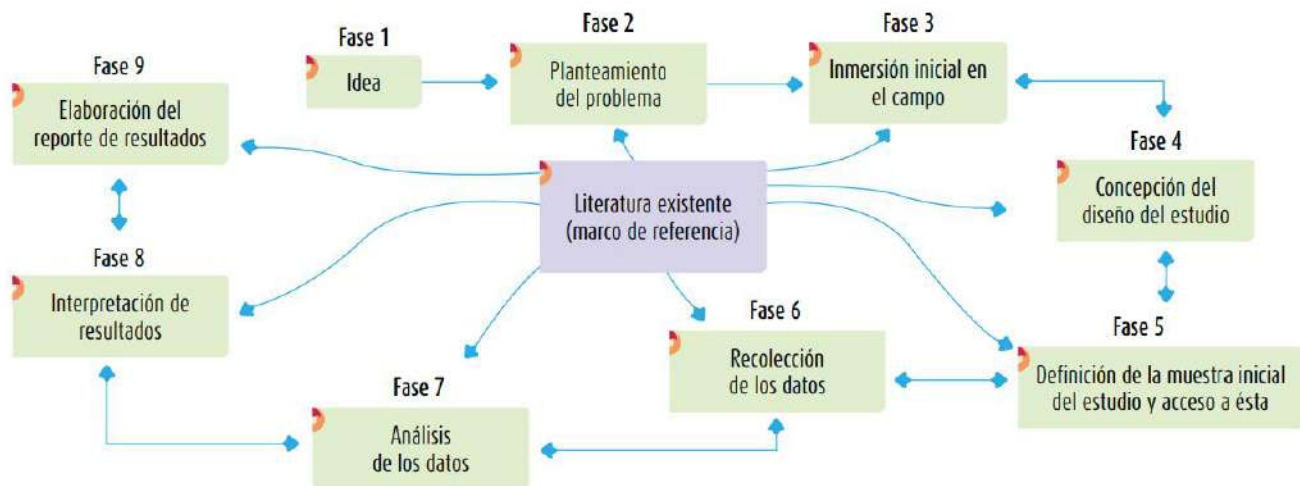 Fase 1
Idea
Fase 2
Planteamiento
del problema
Fase 3
Inmersión inicial en
el campo
Fase 4
Concepción del
diseño del estudio
Fase 5
Definición de la muestra inicial
del estudio y acceso a ésta
Fase 6
Recolección
de los datos
Fase 7
Análisis
de los datos
Fase 8
Interpretación de
resultados
Fase 9
Elaboración del
reporte de resultados
Literatura existente
(marco de referencia)